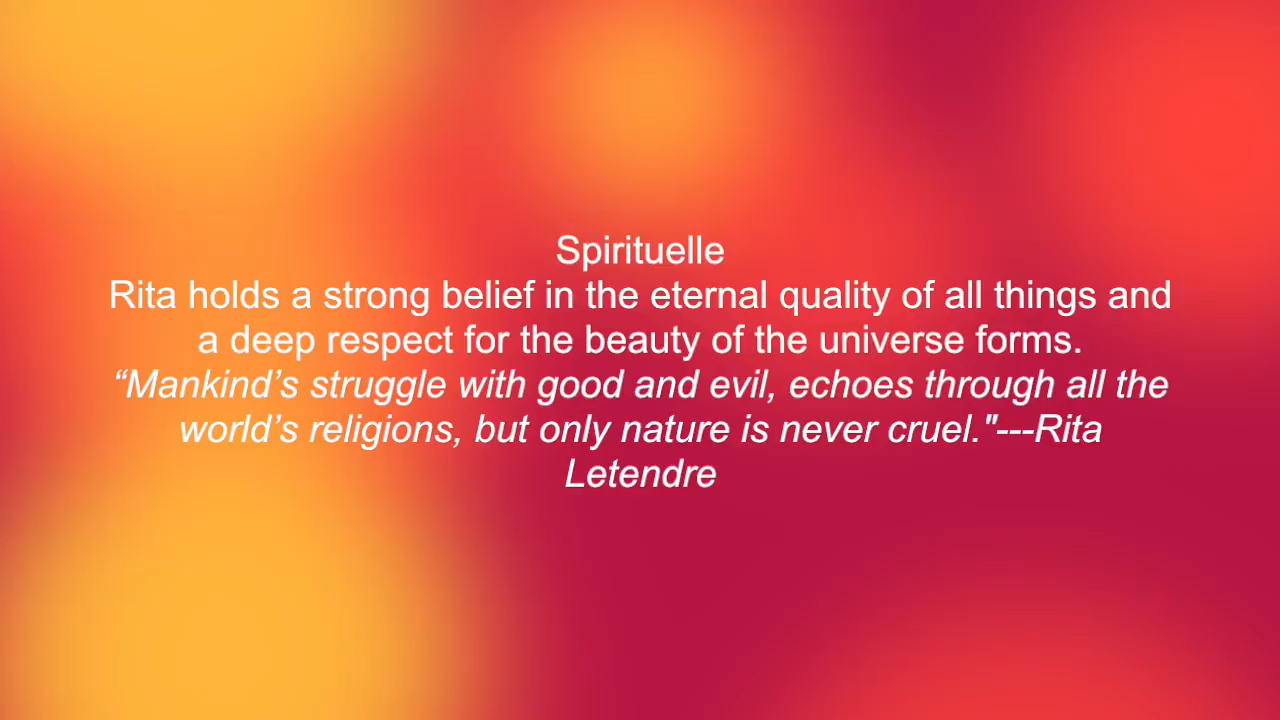 Spirituelle
Rita holds a strong belief in the eternal quality of all things and
a deep respect for the beauty of the universe forms.
“Mankind’s struggle with good and evil, echoes through all the
world’s religions, but only nature is never cruel."---Rita
Letendre